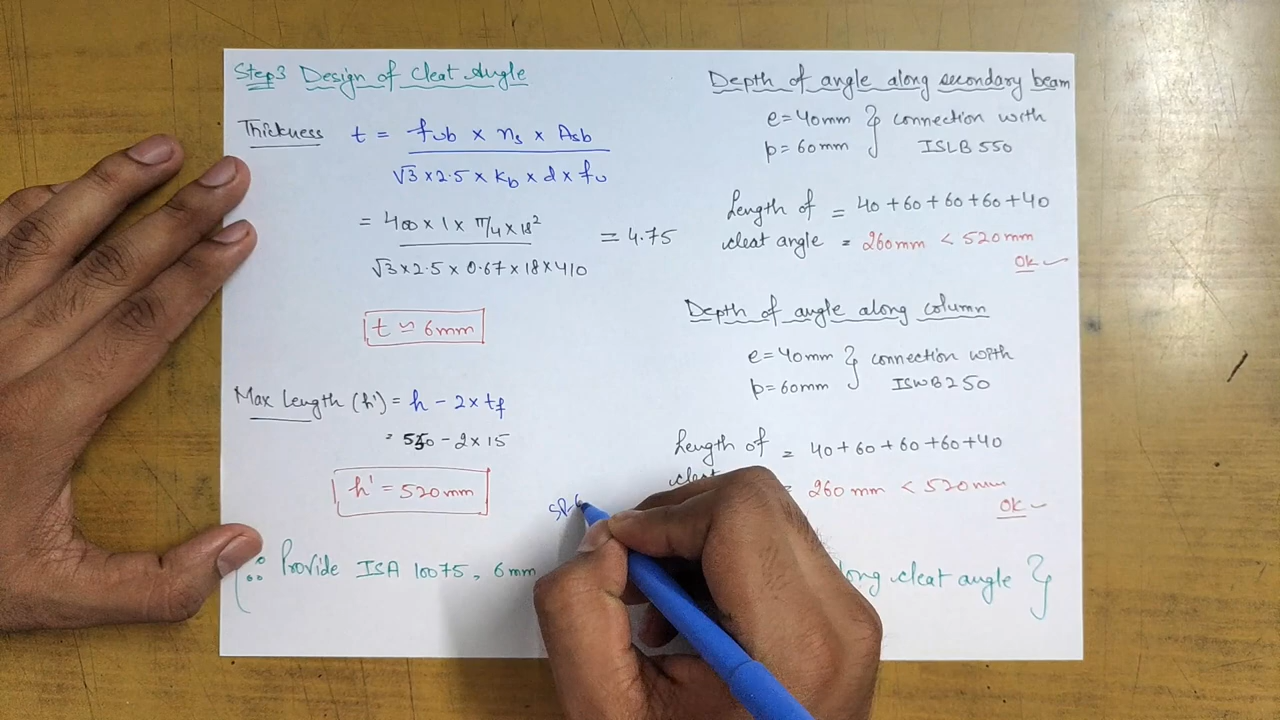 Step3 Design of Cleat Angle
Thickness t = fub × ns × Asb
√3 × 2.5 × Kb × d × fu
= 400 × 1 × π/4 × 18²
√3 × 2.5 × 0.67 × 18 × 410
= 4.75
t ≃ 6mm
Max Length (h') = h - 2 × tf
= 550 - 2 × 15
h' = 520mm
Depth of angle along secondary beam
e = 40mm } connection with
p = 60mm ISLB 550
Length of = 40 + 60 + 60 + 60 + 40
cleat angle = 260mm < 520mm
OK
Depth of angle along column
e = 40mm } connection with
p = 60mm ISWB 250
Length of = 40 + 60 + 60 + 60 + 40
= 260 mm < 520mm
OK
∴ Provide ISA 10075, 6mm
long cleat angle }